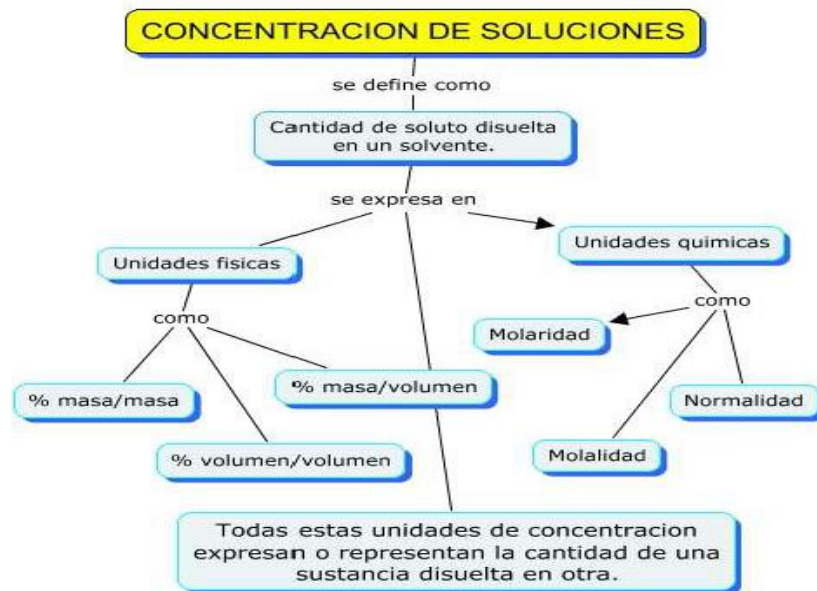 CONCENTRACION DE SOLUCIONES
se define como
Cantidad de soluto disuelta
en un solvente.
se expresa en
Unidades fisicas
Unidades quimicas
como
como
Molaridad
% masa/masa
% masa/volumen
Normalidad
% volumen/volumen
Molalidad
Todas estas unidades de concentracion
expresan o representan la cantidad de una
sustancia disuelta en otra.